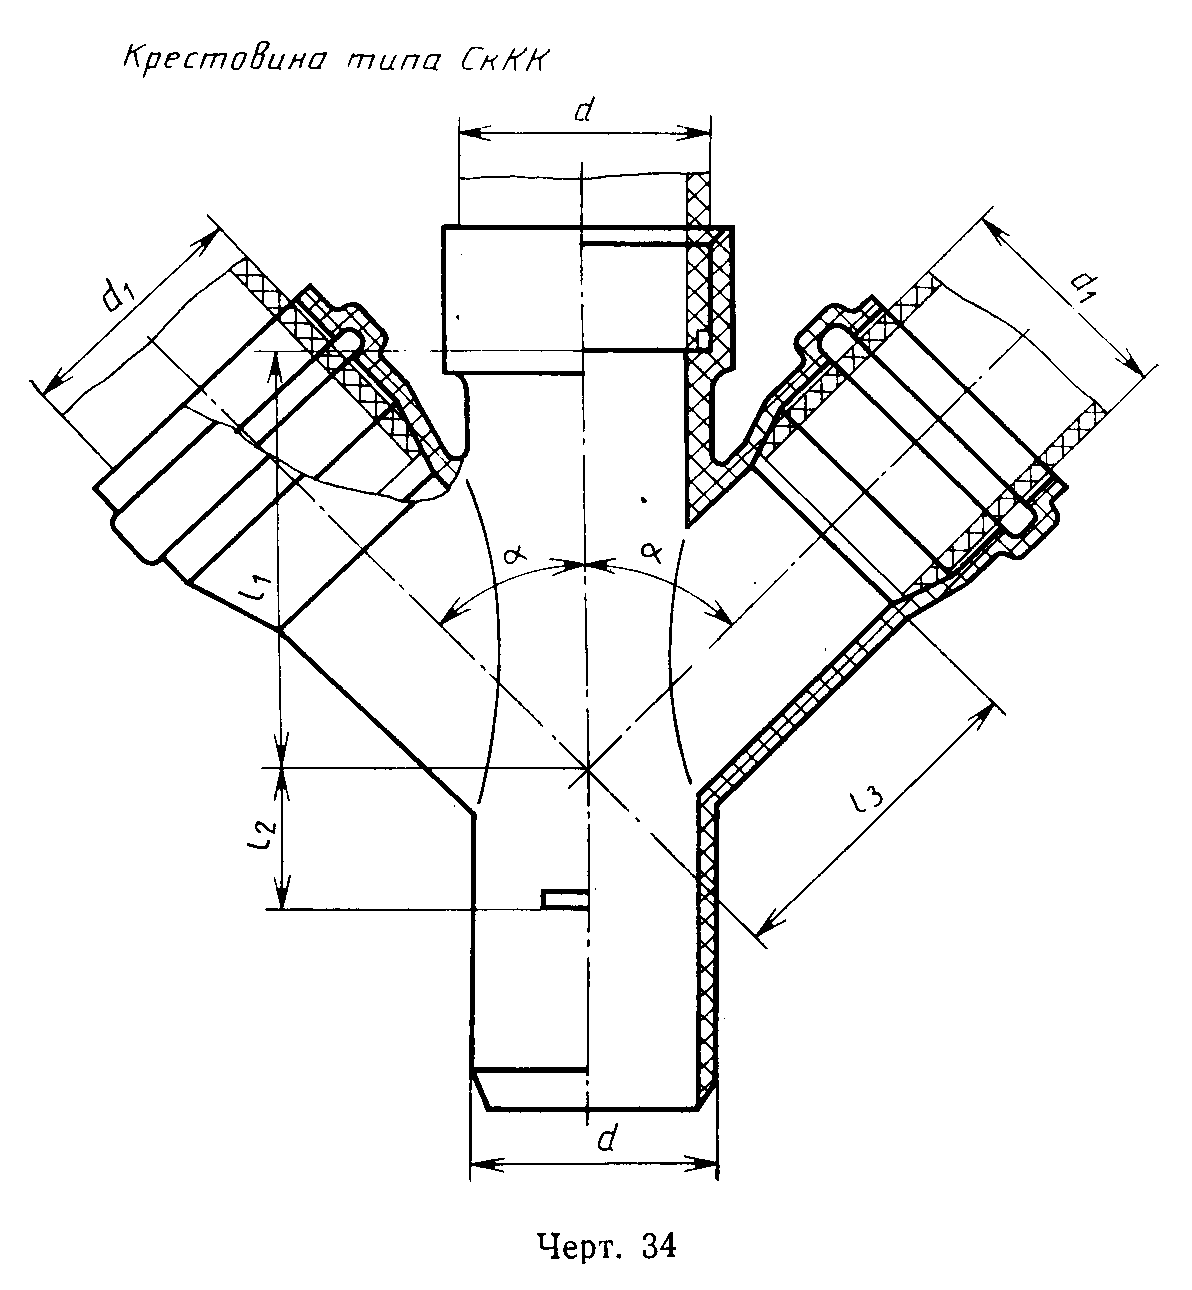 Крестовина типа СкКК
d
d1
d1
α
α
l1
l2
l3
d
Черт. 34